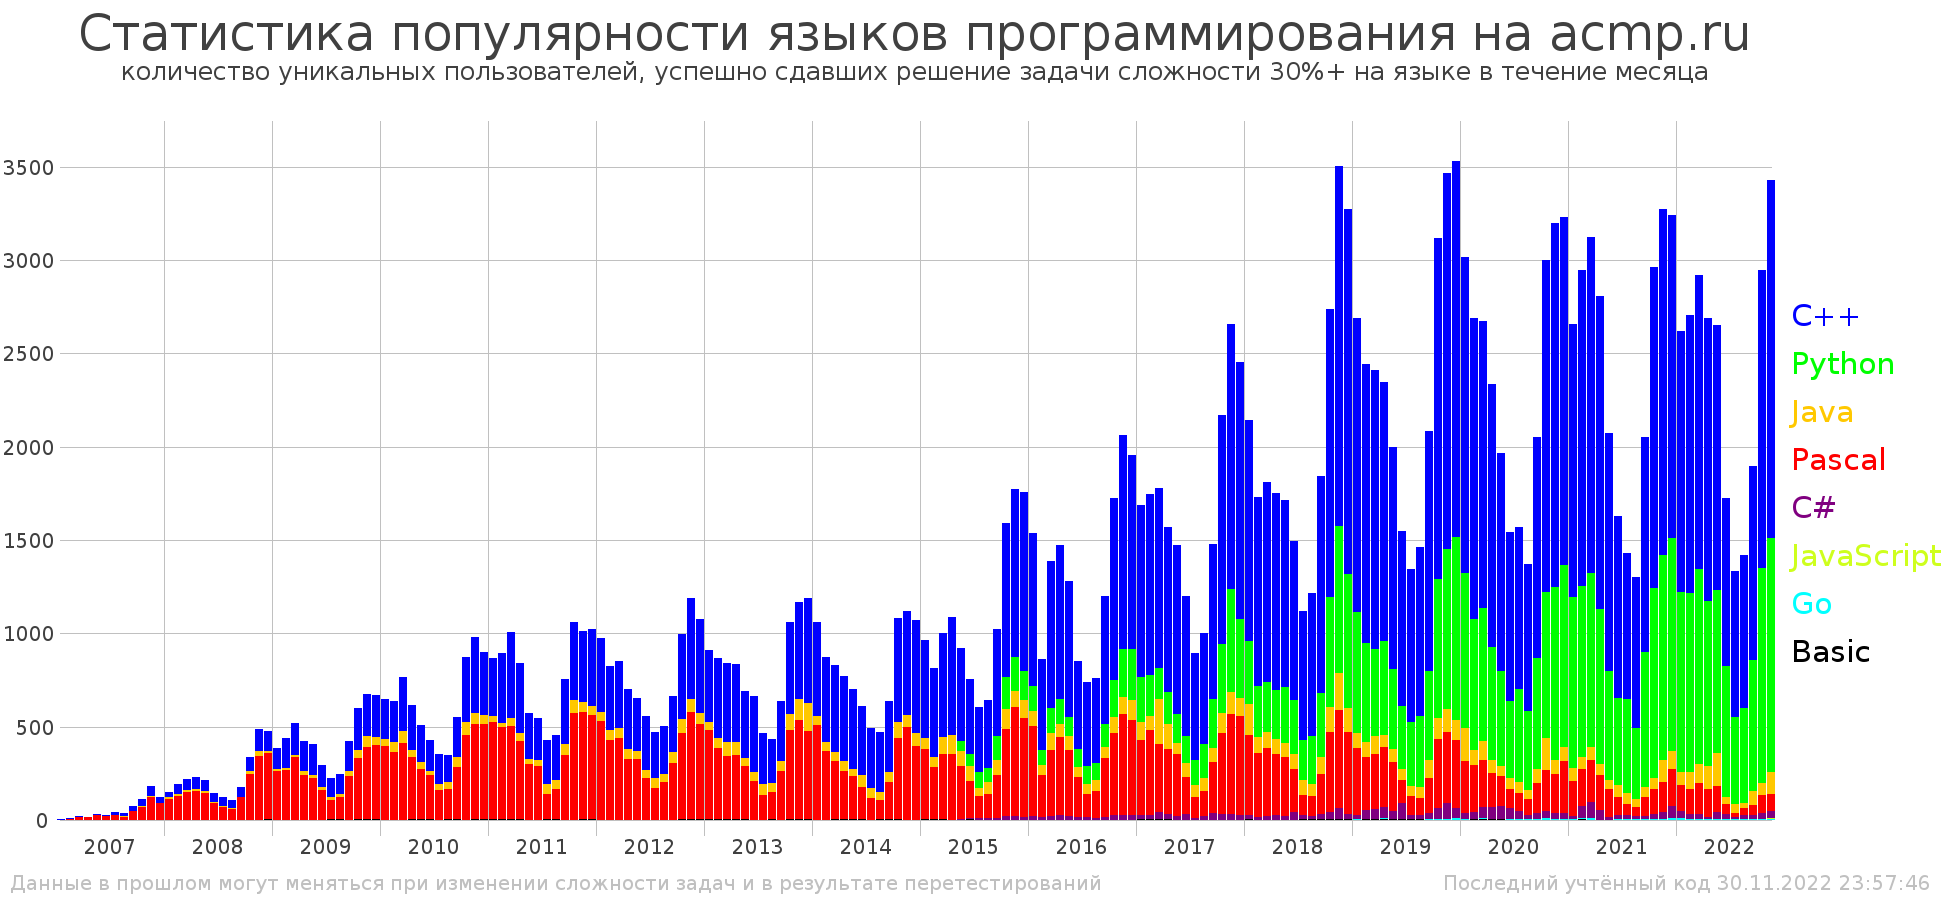 Статистика популярности языков программирования на acmp.ru
количество уникальных пользователей, успешно сдавших решение задачи сложности 30%+ на языке в течение месяца
3500
3000
2500
2000
1500
1000
500
0
C++
Python
Java
Pascal
C#
JavaScript
Go
Basic
2007 2008 2009 2010 2011 2012 2013 2014 2015 2016 2017 2018 2019 2020 2021 2022
Данные в прошлом могут меняться при изменении сложности задач и в результате перетестирований
Последний учтённый код 30.11.2022 23:57:46